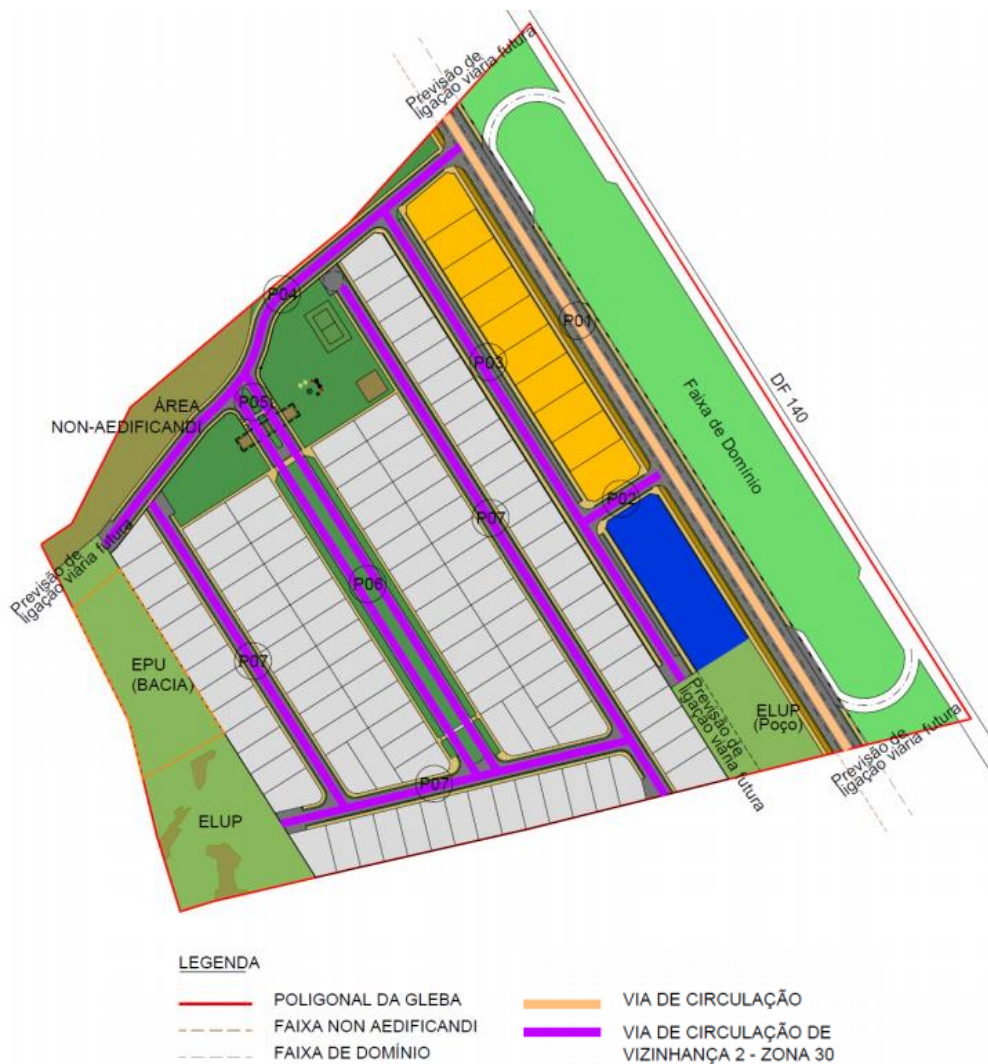 Previsão de
ligação viária futura
P04
P01
DF 140
P03
Faixa de Domínio
ÁREA
NON-AEDIFICANDI
P05
P02
P07
Previsão de
ligação viária futura
P06
EPU
(BACIA)
P07
Previsão de
ligação viária futura
ELUP
(Poço)
Previsão de
ligação viária futura
P07
ELUP
LEGENDA
POLIGONAL DA GLEBA
FAIXA NON AEDIFICANDI
FAIXA DE DOMÍNIO
VIA DE CIRCULAÇÃO
VIA DE CIRCULAÇÃO DE
VIZINHANÇA 2 - ZONA 30